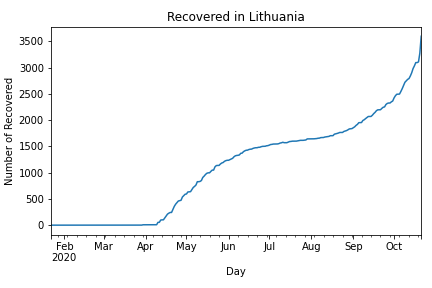 Recovered in Lithuania
Number of Recovered
3500
3000
2500
2000
1500
1000
500
0
Feb Mar Apr May Jun Jul Aug Sep Oct
2020
Day